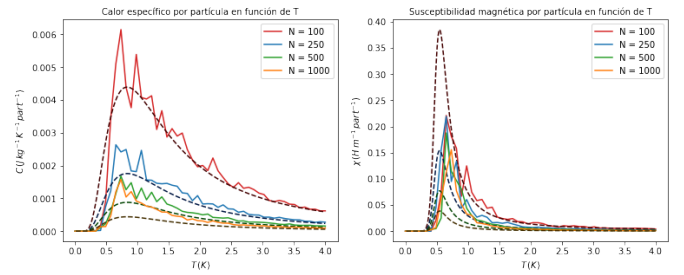 Calor específico por partícula en función de T
C (J kg⁻¹ K⁻¹ part⁻¹)
0.006
0.005
0.004
0.003
0.002
0.001
0.000
N = 100
N = 250
N = 500
N = 1000
0.0 0.5 1.0 1.5 2.0 2.5 3.0 3.5 4.0
T (K)
Susceptibilidad magnética por partícula en función de T
χ (H m⁻¹ part⁻¹)
0.40
0.35
0.30
0.25
0.20
0.15
0.10
0.05
0.00
N = 100
N = 250
N = 500
N = 1000
0.0 0.5 1.0 1.5 2.0 2.5 3.0 3.5 4.0
T (K)